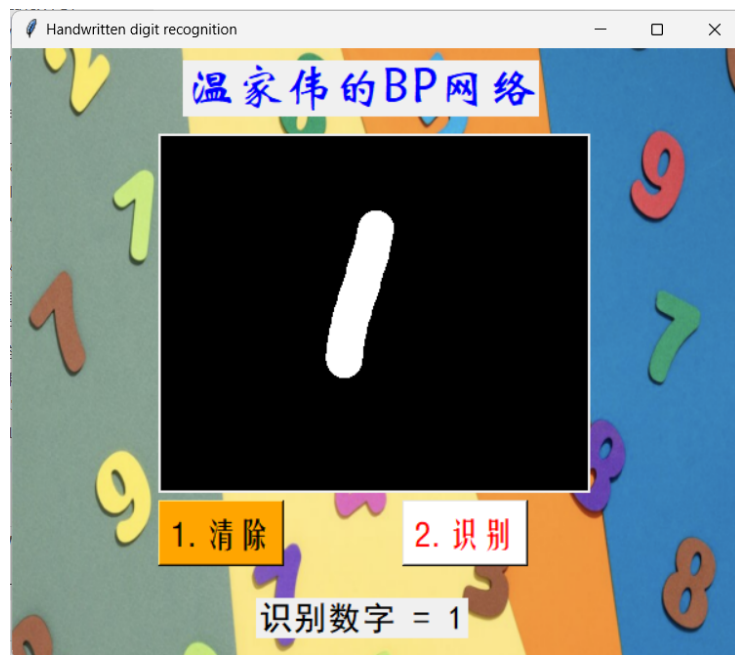 Handwritten digit recognition
温家伟的BP网络
1
1. 清除
2. 识别
识别数字 = 1